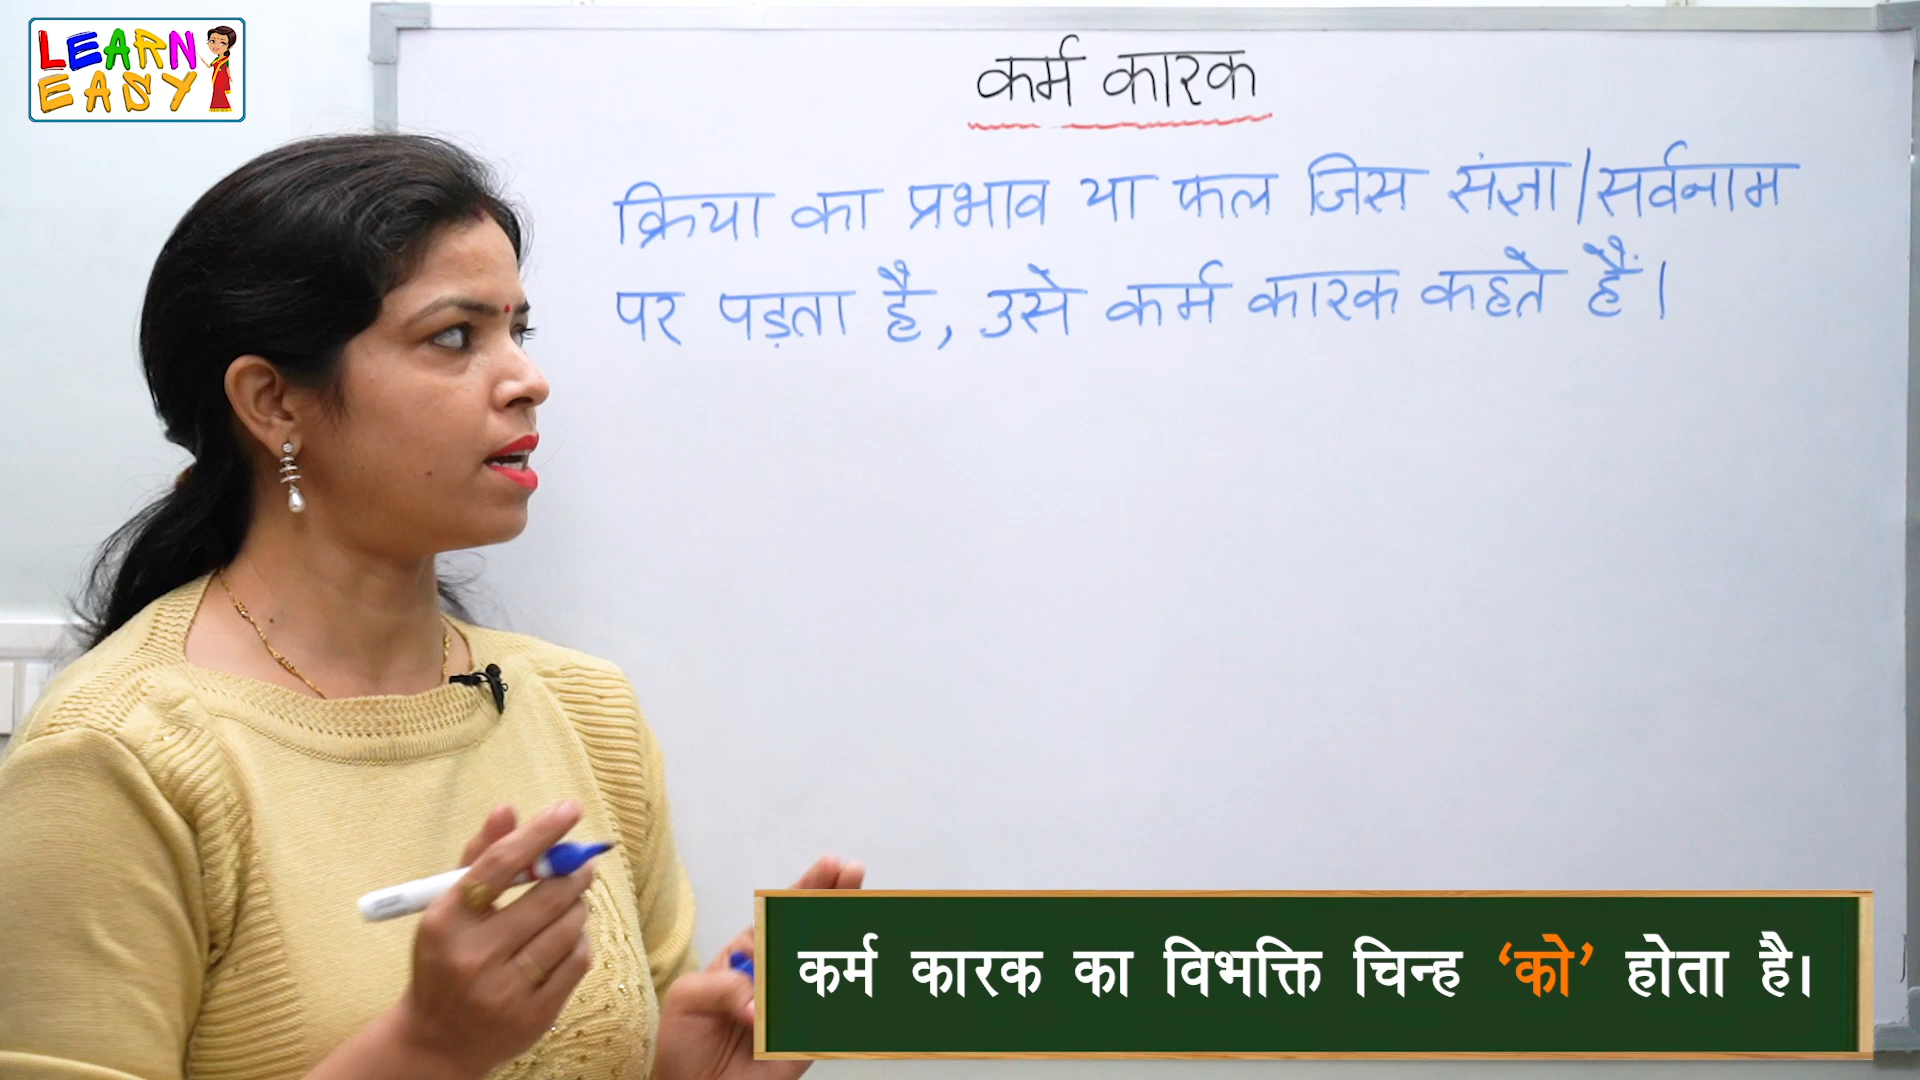 LEARN
EASY
कर्म कारक
क्रिया का प्रभाव या फल जिस संज्ञा/सर्वनाम
पर पड़ता है, उसे कर्म कारक कहते हैं।
कर्म कारक का विभक्ति चिन्ह ‘को’ होता है।